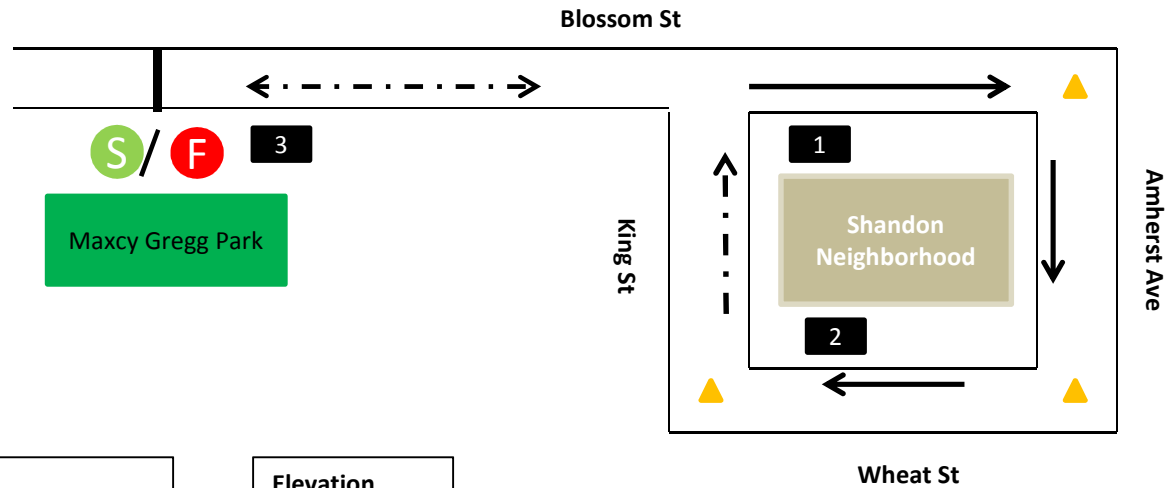 Blossom St
S / F
3
1
Maxcy Gregg Park
King St
Shandon
Neighborhood
Amherst Ave
2
Wheat St
Elevation